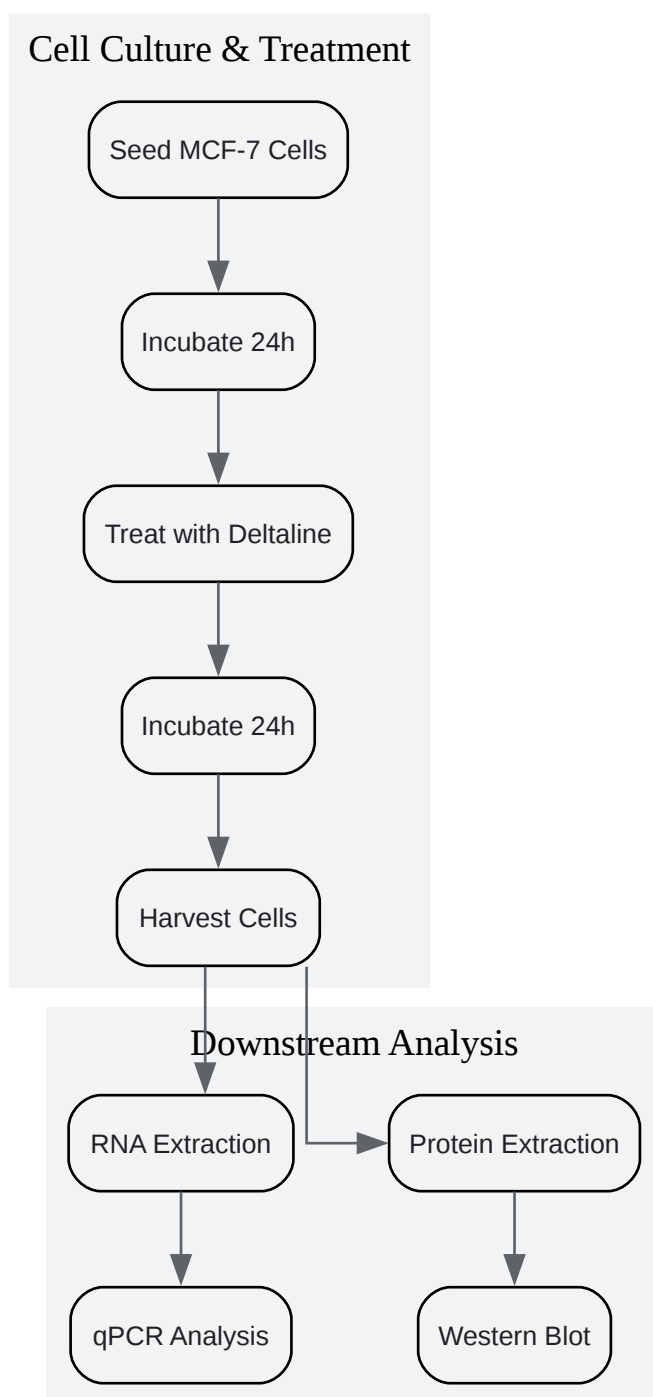 Cell Culture & Treatment
Seed MCF-7 Cells
Incubate 24h
Treat with Deltaline
Incubate 24h
Harvest Cells
Downstream Analysis
RNA Extraction
Protein Extraction
qPCR Analysis
Western Blot